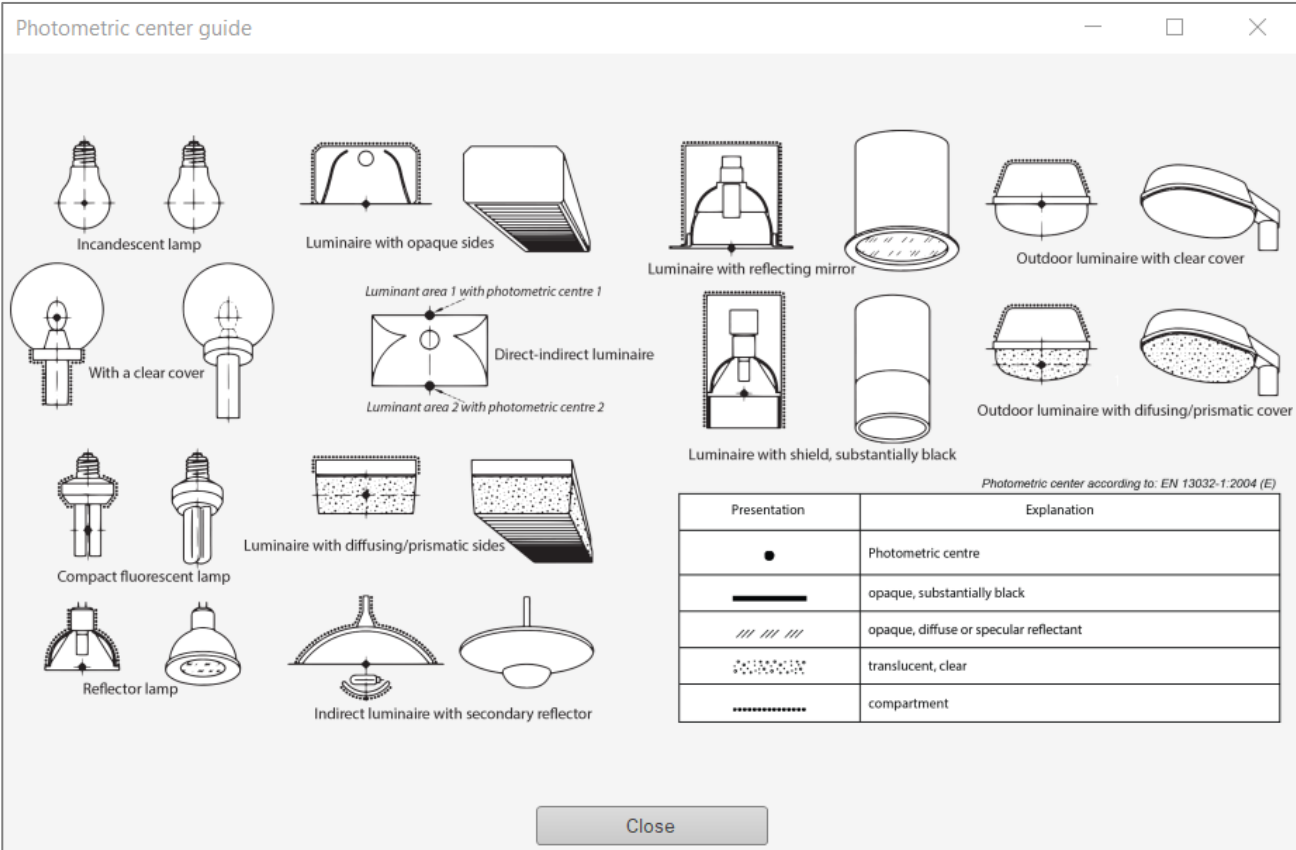 Photometric center guide
Incandescent lamp
Luminaire with opaque sides
Luminaire with reflecting mirror
Outdoor luminaire with clear cover
With a clear cover
Luminant area 1 with photometric centre 1
Direct-indirect luminaire
Luminant area 2 with photometric centre 2
Luminaire with shield, substantially black
Outdoor luminaire with difusing/prismatic cover
Compact fluorescent lamp
Luminaire with diffusing/prismatic sides
Reflector lamp
Indirect luminaire with secondary reflector
Photometric center according to: EN 13032-1:2004 (E)
Presentation Explanation
Photometric centre
opaque, substantially black
opaque, diffuse or specular reflectant
translucent, clear
compartment
Close